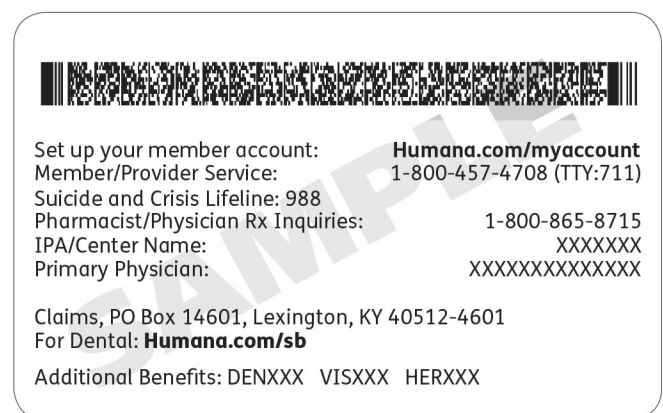 Set up your member account: Humana.com/myaccount
Member/Provider Service: 1-800-457-4708 (TTY:711)
Suicide and Crisis Lifeline: 988
Pharmacist/Physician Rx Inquiries: 1-800-865-8715
IPA/Center Name: XXXXXXX
Primary Physician: XXXXXXXXXXXXXX
Claims, PO Box 14601, Lexington, KY 40512-4601
For Dental: Humana.com/sb
Additional Benefits: DENXXX VISXXX HERXXX
SAMPLE